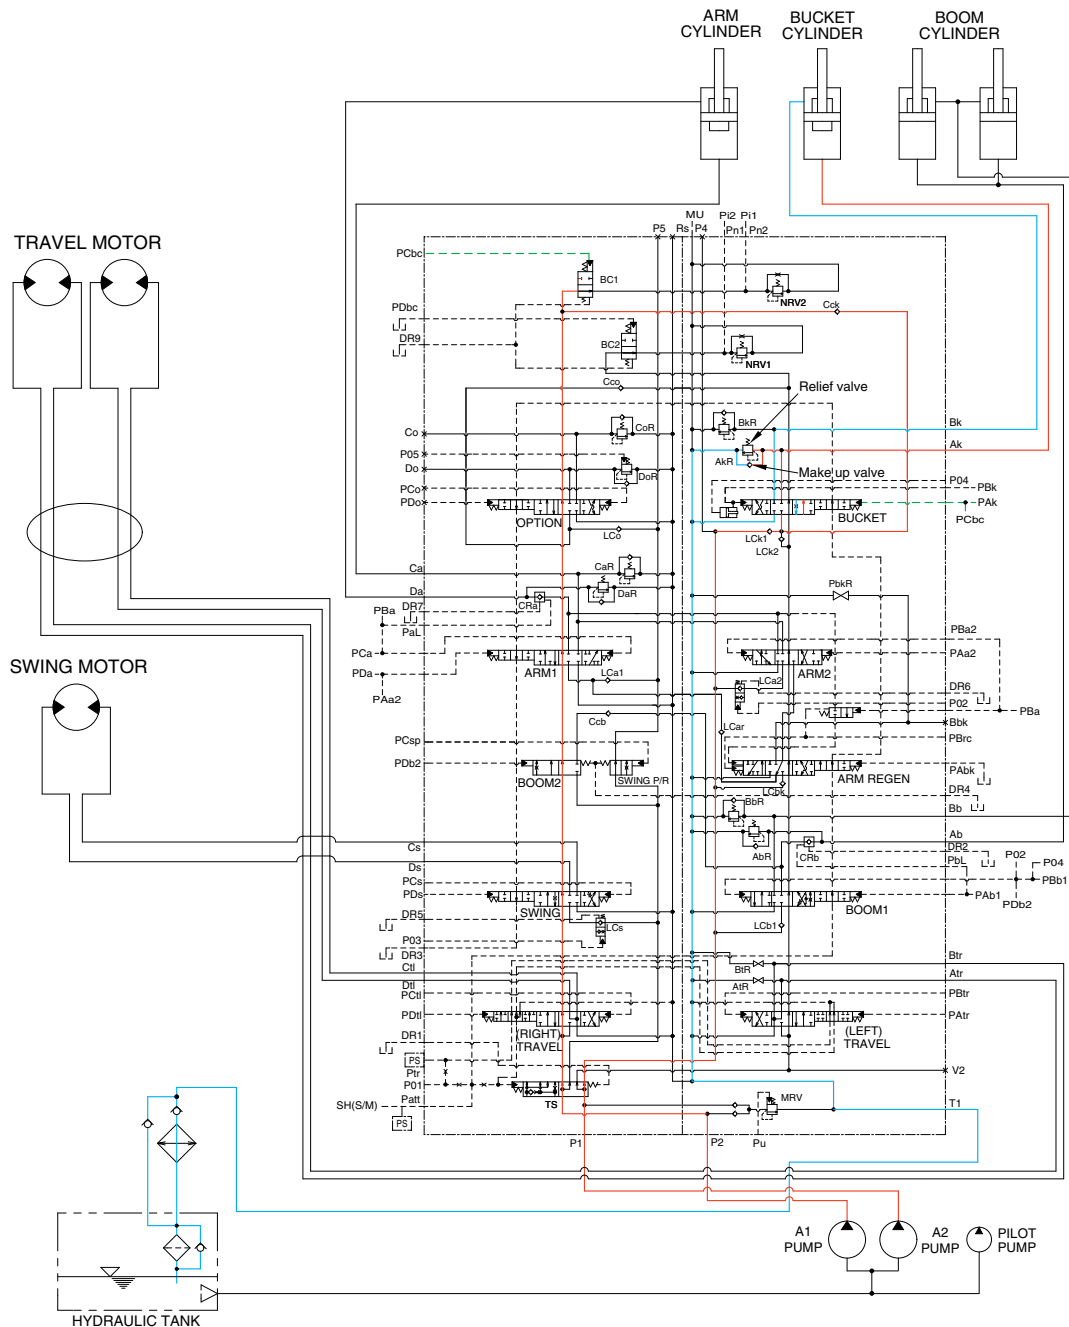 ARM
CYLINDER
BUCKET
CYLINDER
BOOM
CYLINDER
TRAVEL MOTOR
SWING MOTOR
MU
Pi2
Pi1
P5
Rs
P4
Pn1
Pn2
PCbc
BC1
NRV2
Cck
PDbc
DR9
BC2
NRV1
Cco
Relief valve
CoR
BkR
Bk
Co
Ak
P05
AkR
Make up valve
Do
DoR
P04
PBk
PCo
PAk
PDo
OPTION
BUCKET
PCbc
LCo
LCk1
LCk2
Ca
CaR
Da
DaR
PbkR
CRa
DR7
PBa
PaL
PBa2
PCa
PAa2
PDa
ARM1
LCa1
LCa2
ARM2
PAa2
DR6
P02
PBa
Ccb
LCar
Bbk
PCsp
PBrc
PDb2
BOOM2
SWING P/R
ARM REGEN
PAbk
LCbk
DR4
BbR
Bb
AbR
Ab
Cs
CRb
DR2
P02
P04
Ds
PbL
PCs
PBb1
PDs
PAb1
PDb2
SWING
BOOM1
DR5
LCs
LCb1
P03
DR3
Btr
Ctl
BtR
Atr
Dtl
AtR
PCtl
PBtr
PDtl
PAtr
(RIGHT)
TRAVEL
(LEFT)
TRAVEL
DR1
PS
Ptr
V2
P01
TS
MRV
Patt
SH(S/M)
T1
PS
P1
P2
Pu
A1
PUMP
A2
PUMP
PILOT
PUMP
HYDRAULIC TANK